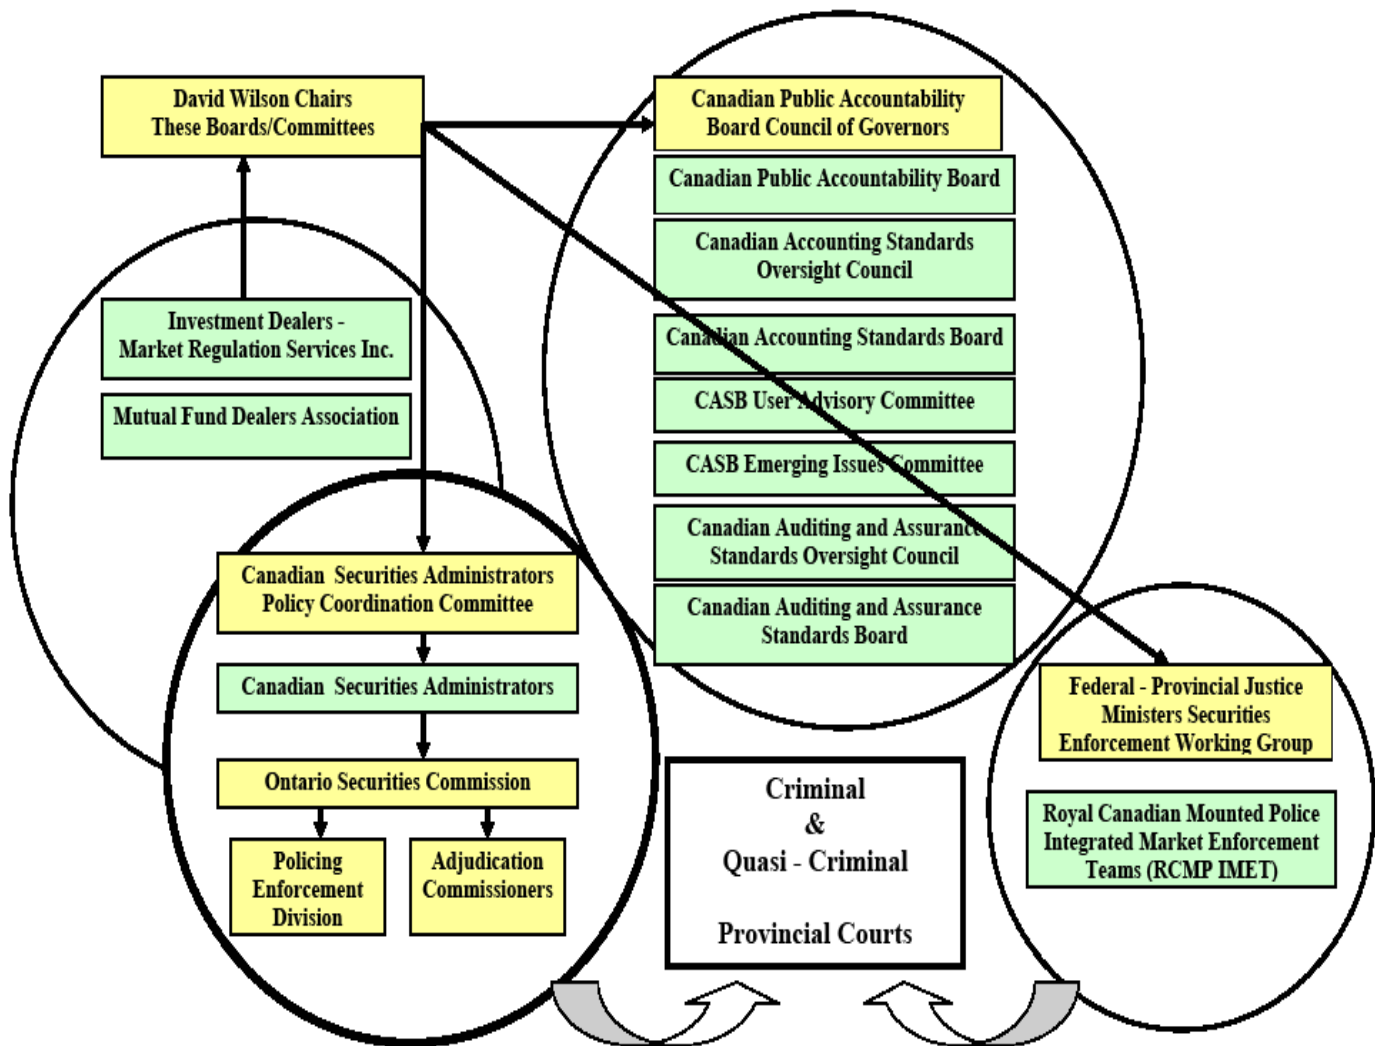 David Wilson Chairs
These Boards/Committees
Investment Dealers -
Market Regulation Services Inc.
Mutual Fund Dealers Association
Canadian Securities Administrators
Policy Coordination Committee
Canadian Securities Administrators
Ontario Securities Commission
Policing
Enforcement
Division
Adjudication
Commissioners
Canadian Public Accountability
Board Council of Governors
Canadian Public Accountability Board
Canadian Accounting Standards
Oversight Council
Canadian Accounting Standards Board
CASB User Advisory Committee
CASB Emerging Issues Committee
Canadian Auditing and Assurance
Standards Oversight Council
Canadian Auditing and Assurance
Standards Board
Criminal
&
Quasi - Criminal
Provincial Courts
Federal - Provincial Justice
Ministers Securities
Enforcement Working Group
Royal Canadian Mounted Police
Integrated Market Enforcement
Teams (RCMP IMET)